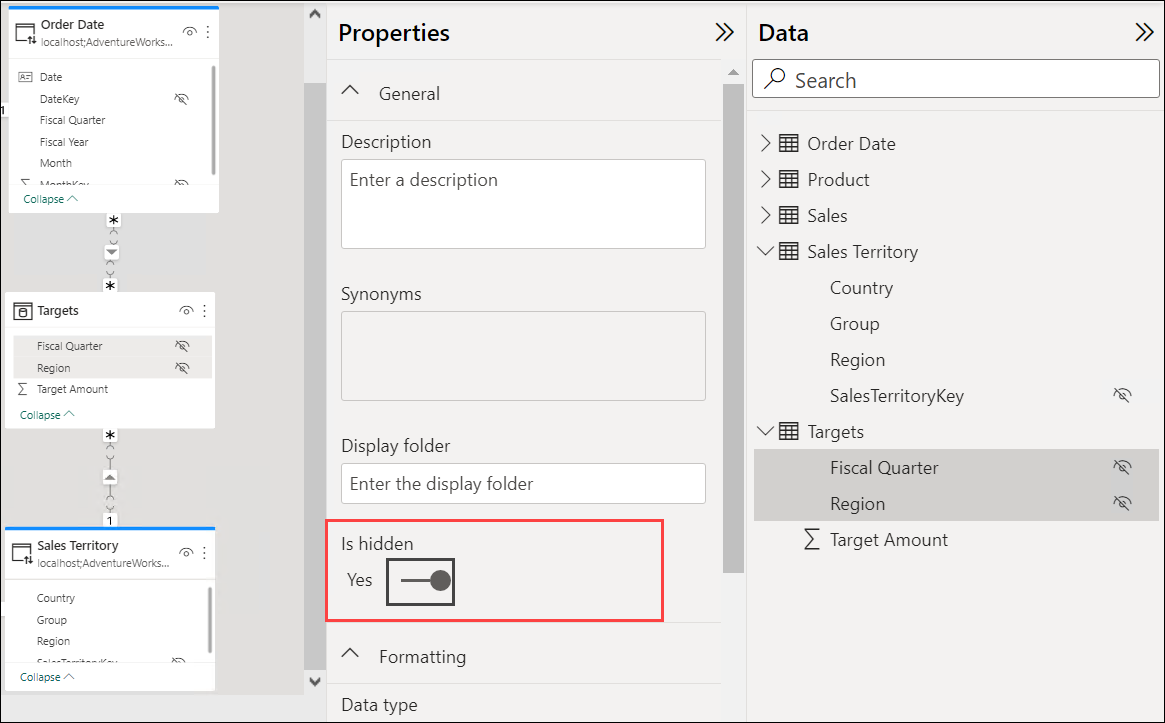 Order Date
localhost;AdventureWorks...
Date
DateKey
Fiscal Quarter
Fiscal Year
Month
MonthKey
Collapse
1
*
*
Targets
Fiscal Quarter
Region
Target Amount
Collapse
*
1
Sales Territory
localhost;AdventureWorks...
Country
Group
Region
SalesTerritoryKey
Collapse
Properties
General
Description
Enter a description
Synonyms
Display folder
Enter the display folder
Is hidden
Yes
Formatting
Data type
Data
Search
Order Date
Product
Sales
Sales Territory
Country
Group
Region
SalesTerritoryKey
Targets
Fiscal Quarter
Region
Target Amount